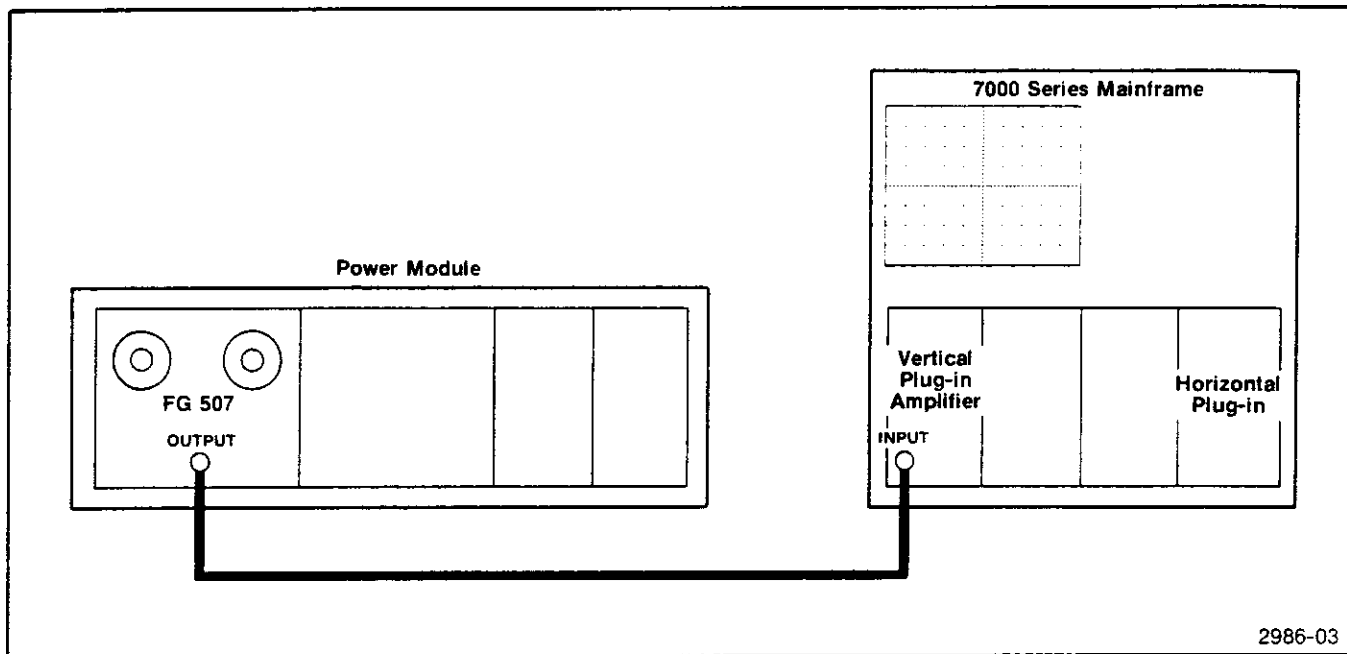 7000 Series Mainframe
Power Module
FG 507
OUTPUT
Vertical
Plug-in
Amplifier
INPUT
Horizontal
Plug-in
2986-03